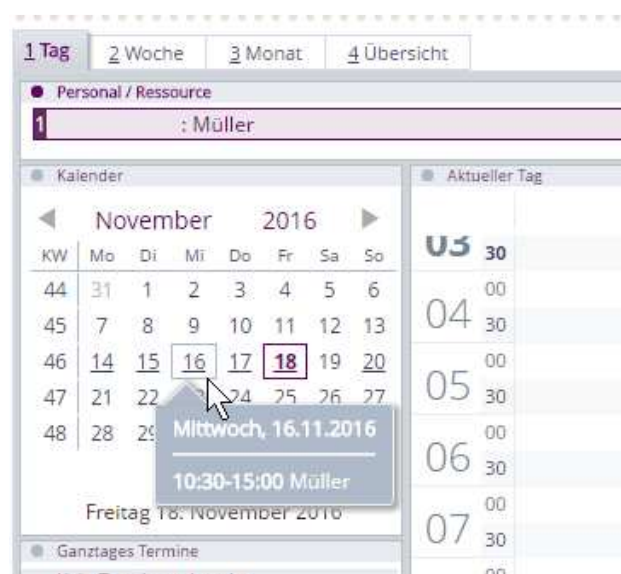 1 Tag 2 Woche 3 Monat 4 Übersicht
Personal / Ressource
1 : Müller
Kalender
November 2016
KW Mo Di Mi Do Fr Sa So
44 31 1 2 3 4 5 6
45 7 8 9 10 11 12 13
46 14 15 16 17 18 19 20
47 21 22 24 25 26 27
48 28 29
Mittwoch, 16.11.2016
10:30-15:00 Müller
Freitag 18. November 2016
Ganztages Termine
Aktueller Tag
03 30
04 00
30
05 00
30
06 00
30
07 00
30
00